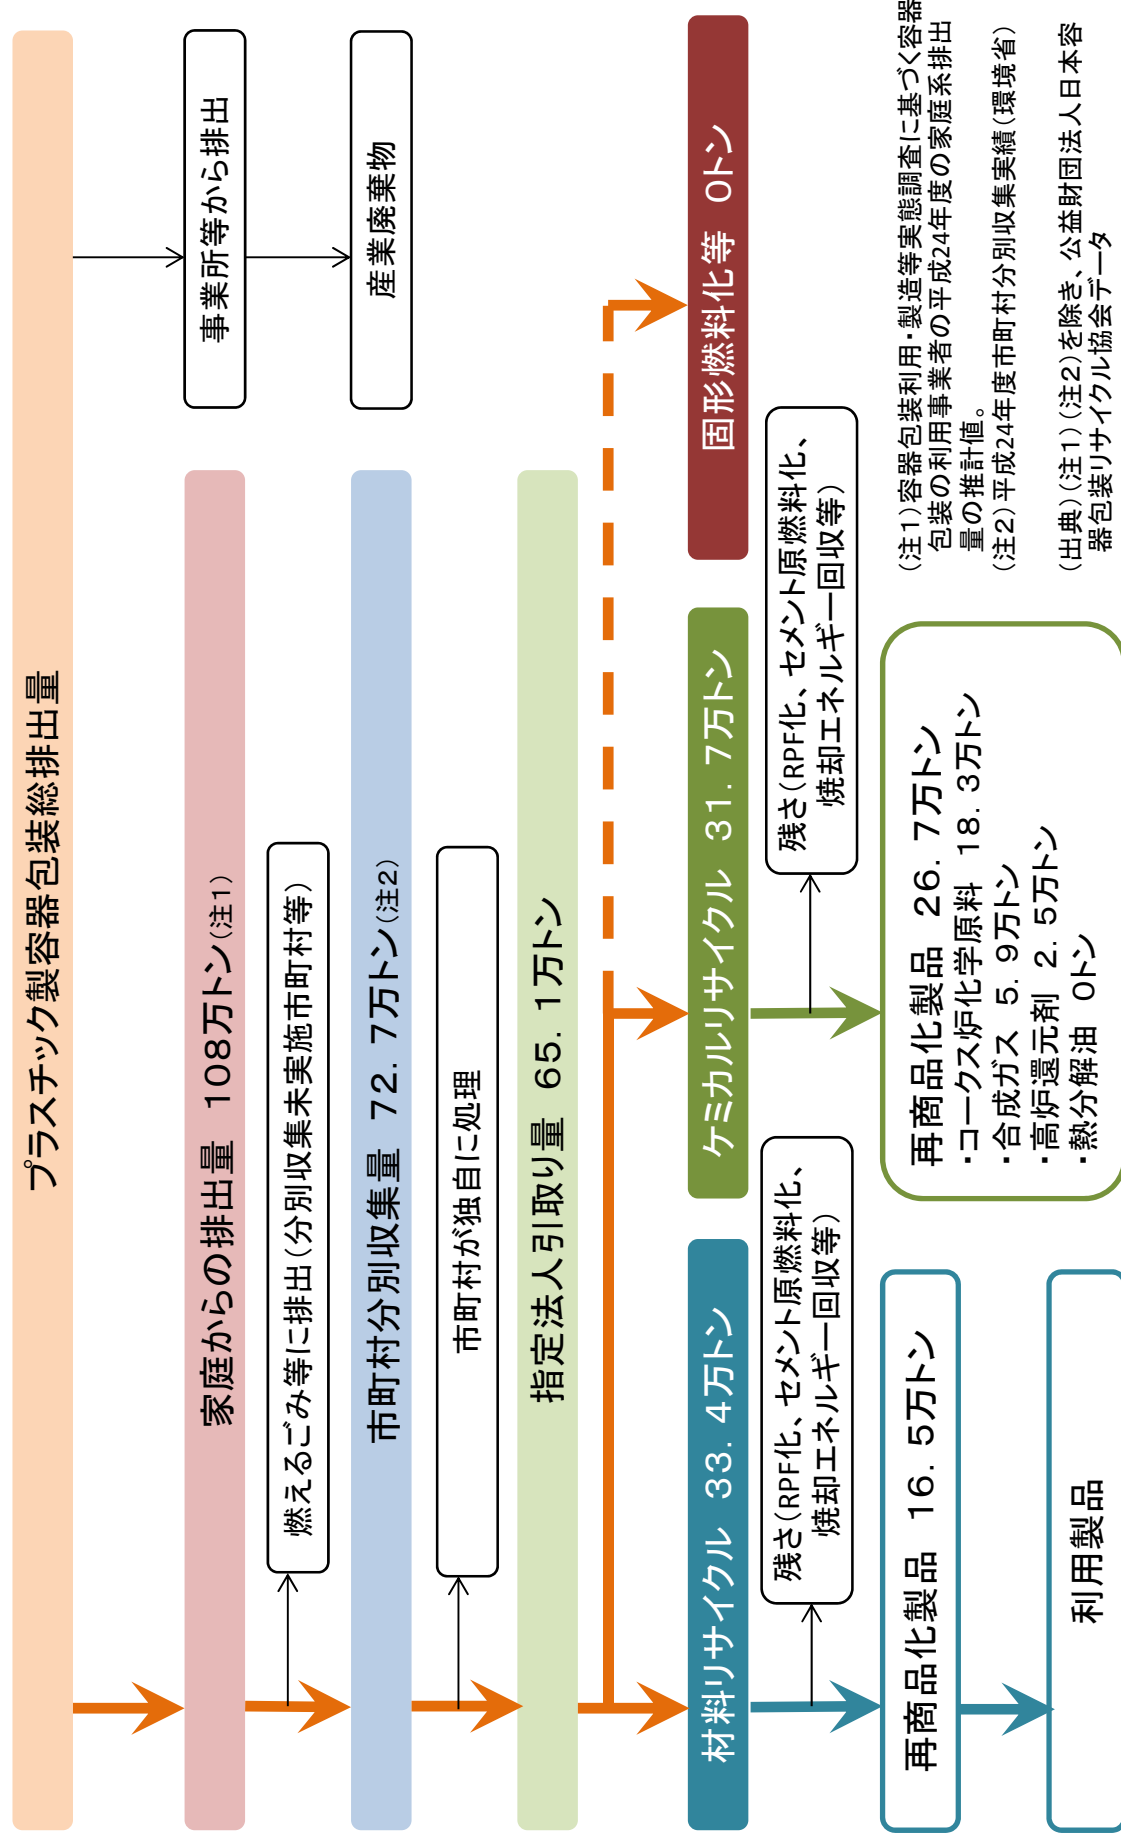 プラスチック製容器包装総排出量
家庭からの排出量 108万トン(注1)
事業所等から排出
燃えるごみ等に排出(分別収集未実施市町村等)
市町村分別収集量 72.7万トン(注2)
産業廃棄物
市町村が独自に処理
指定法人引取り量 65.1万トン
材料リサイクル 33.4万トン
ケミカルリサイクル 31.7万トン
固形燃料化等 0トン
残さ(RPF化、セメント原燃料化、
焼却エネルギー回収等)
残さ(RPF化、セメント原燃料化、
焼却エネルギー回収等)
再商品化製品 16.5万トン
利用製品
再商品化製品 26.7万トン
・コークス炉化学原料 18.3万トン
・合成ガス 5.9万トン
・高炉還元剤 2.5万トン
・熱分解油 0トン
(注1)容器包装利用・製造等実態調査に基づく容器
包装の利用事業者の平成24年度の家庭系排出
量の推計値。
(注2)平成24年度市町村分別収集実績(環境省)
(出典)(注1)(注2)を除き、公益財団法人日本容
器包装リサイクル協会データ